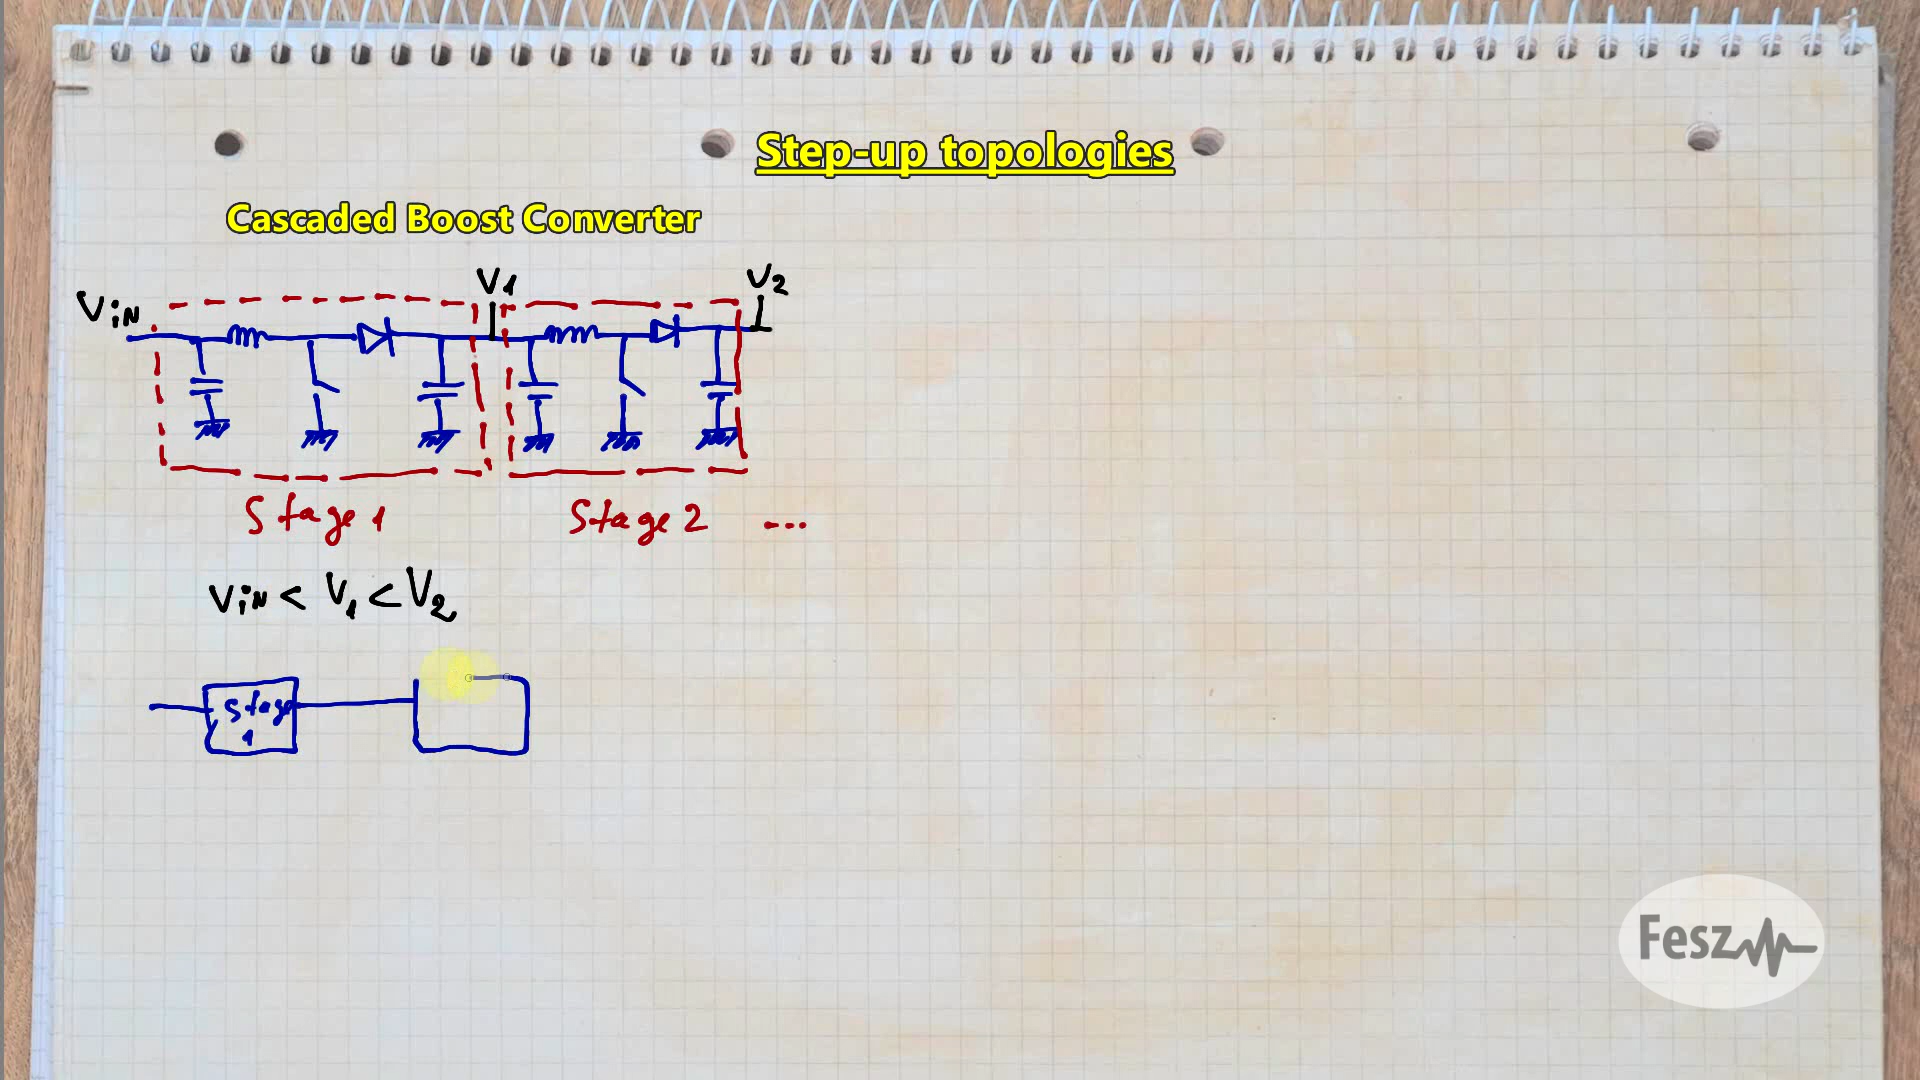 Step-up topologies
Cascaded Boost Converter
ViN V1 V2
Stage 1 Stage 2 ...
ViN < V1 < V2
Stage
1
Fesz